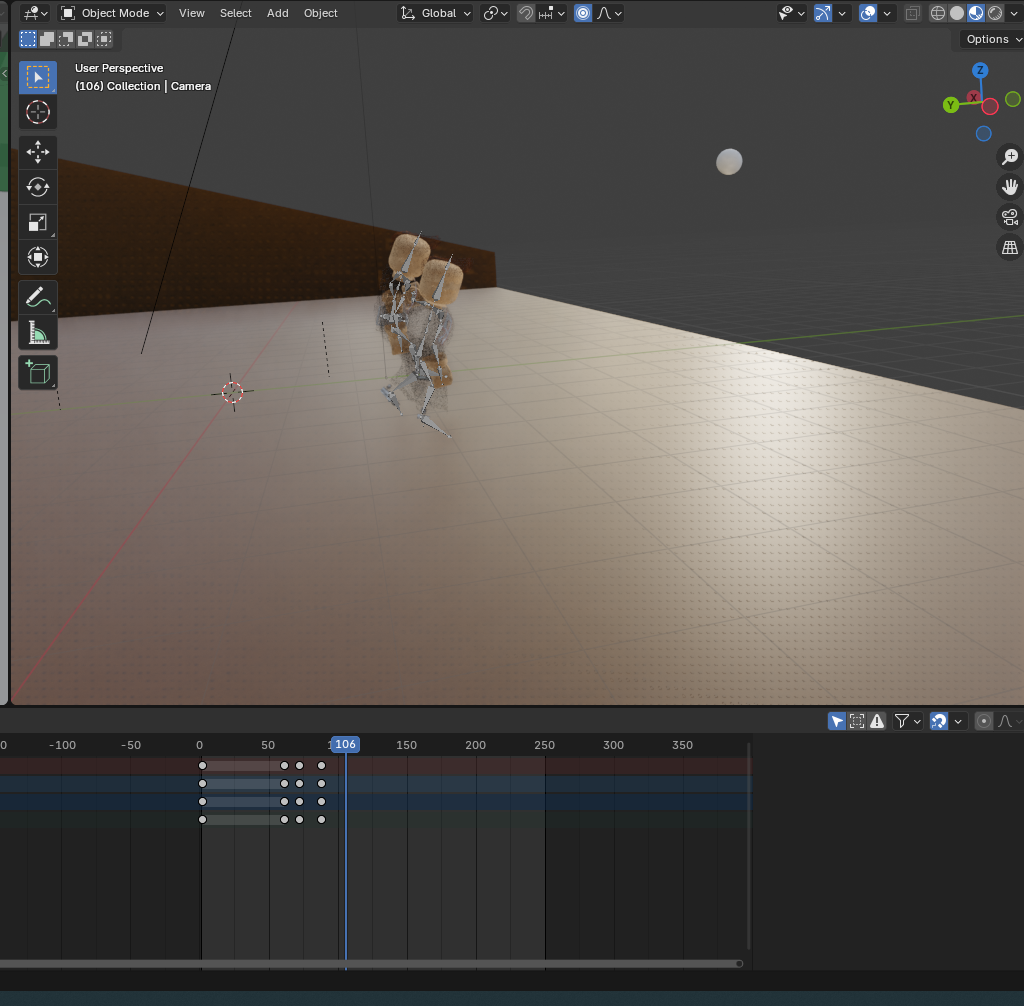 Object Mode View Select Add Object Global
Options
User Perspective
(106) Collection | Camera
Z
Y
X
0 -100 -50 0 50 106 150 200 250 300 350